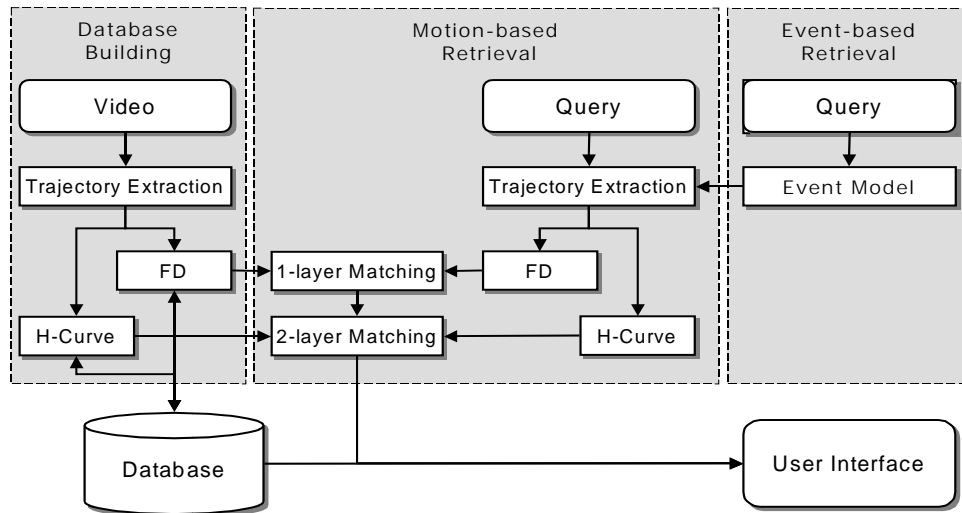 Database
Building
Motion-based
Retrieval
Event-based
Retrieval
Video
Query
Query
Trajectory Extraction
Trajectory Extraction
Event Model
FD
1-layer Matching
FD
H-Curve
2-layer Matching
H-Curve
Database
User Interface